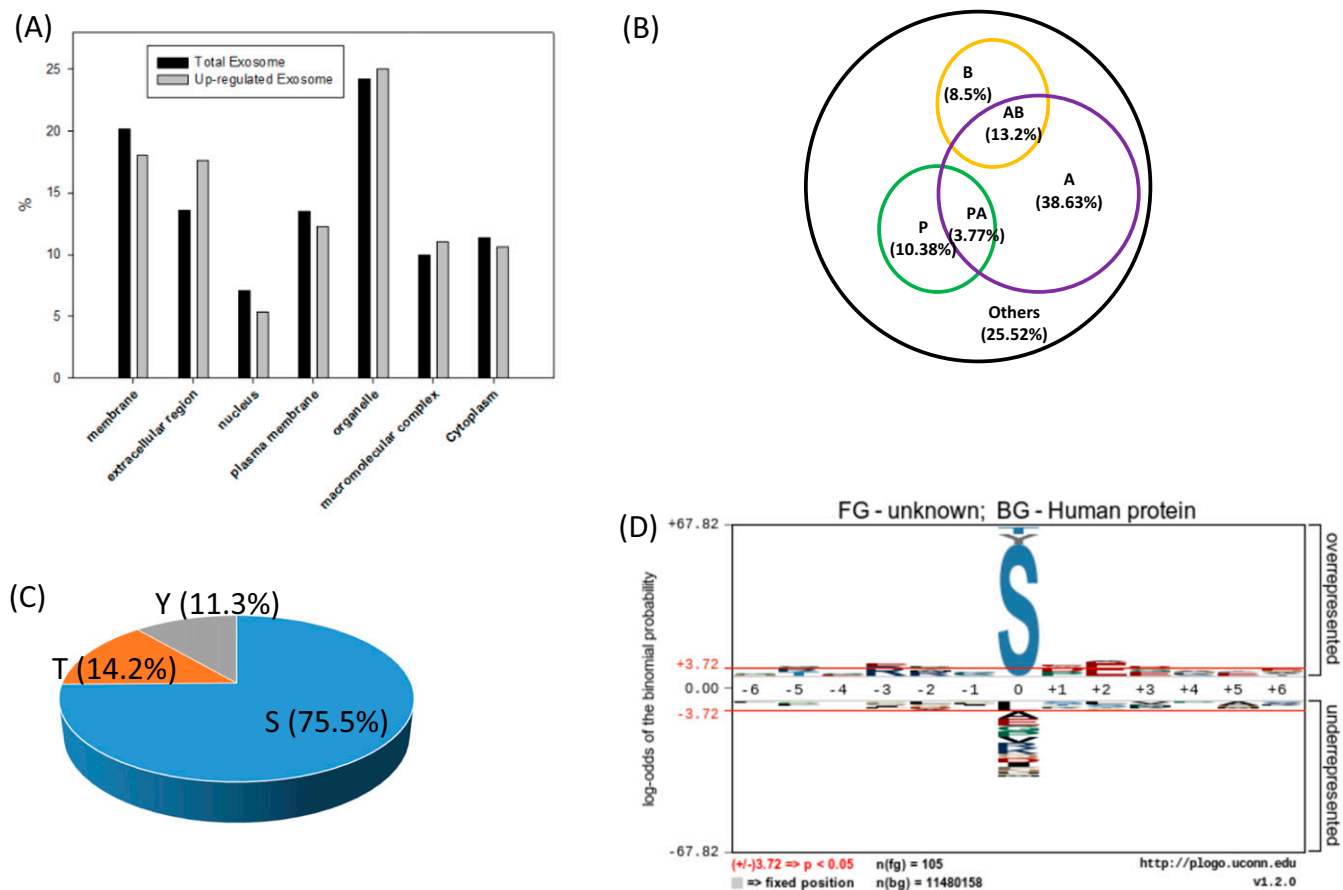 (A)
Total Exosome
Up-regulated Exosome
25
20
15
10
5
0
%
membrane
extracellular region
nucleus
plasma membrane
organelle
macromolecular complex
Cytoplasm
(B)
B
(8.5%)
AB
(13.2%)
A
(38.63%)
P
(10.38%)
PA
(3.77%)
Others
(25.52%)
(C)
Y (11.3%)
T (14.2%)
S (75.5%)
(D)
FG - unknown; BG - Human protein
+67.82
+3.72
0.00
-3.72
-67.82
log-odds of the binomial probability
S
-6 -5 -4 -3 -2 -1 0 +1 +2 +3 +4 +5 +6
overrepresented
underrepresented
(+/-)3.72 => p < 0.05 n(fg) = 105 http://plogo.uconn.edu
=> fixed position n(bg) = 11480158 v1.2.0